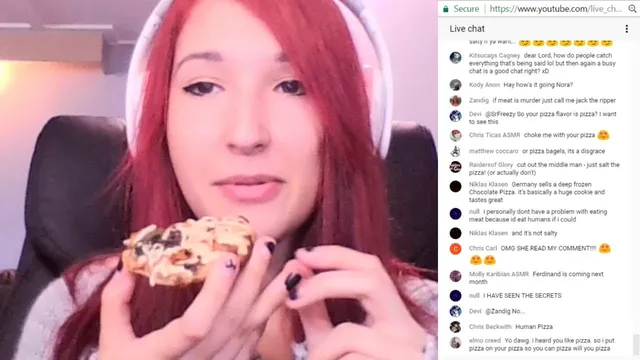 Secure https://www.youtube.com/live_ch...
Live chat
salty if ya want...
Kitsucags Cagney dear Lord, how do people catch
everything that's being said lol but then again a busy
chat is a good chat right? xD
Kody Anon Hay how's it going Nora?
Zandig if meat is murder just call me jack the ripper
Devi @SrFreezy So your pizza flavor is pizza? I want
to see this
Chris Ticas ASMR choke me with your pizza
matthew coccaro or pizza bagels, its a disgrace
Raidersof Glory cut out the middle man - just salt the
pizza! (or actually don't)
Niklas Klasen Germany sells a deep frozen
Chocolate Pizza. it's basically a huge cookie and
tastes great
null I personally dont have a problem with eating
meat because id eat humans if i could
Niklas Klasen and it's not salty
Chris Carl OMG SHE READ MY COMMENT!!!!
Molly Karibian ASMR Ferdinand is coming next
month
null I HAVE SEEN THE SECRETS
Devi @Zandig No...
Chris Beckwith Human Pizza
elmo creed Yo dawg. I heard you like pizza. so i put
pizza on your pizza so you can pizza will you pizza